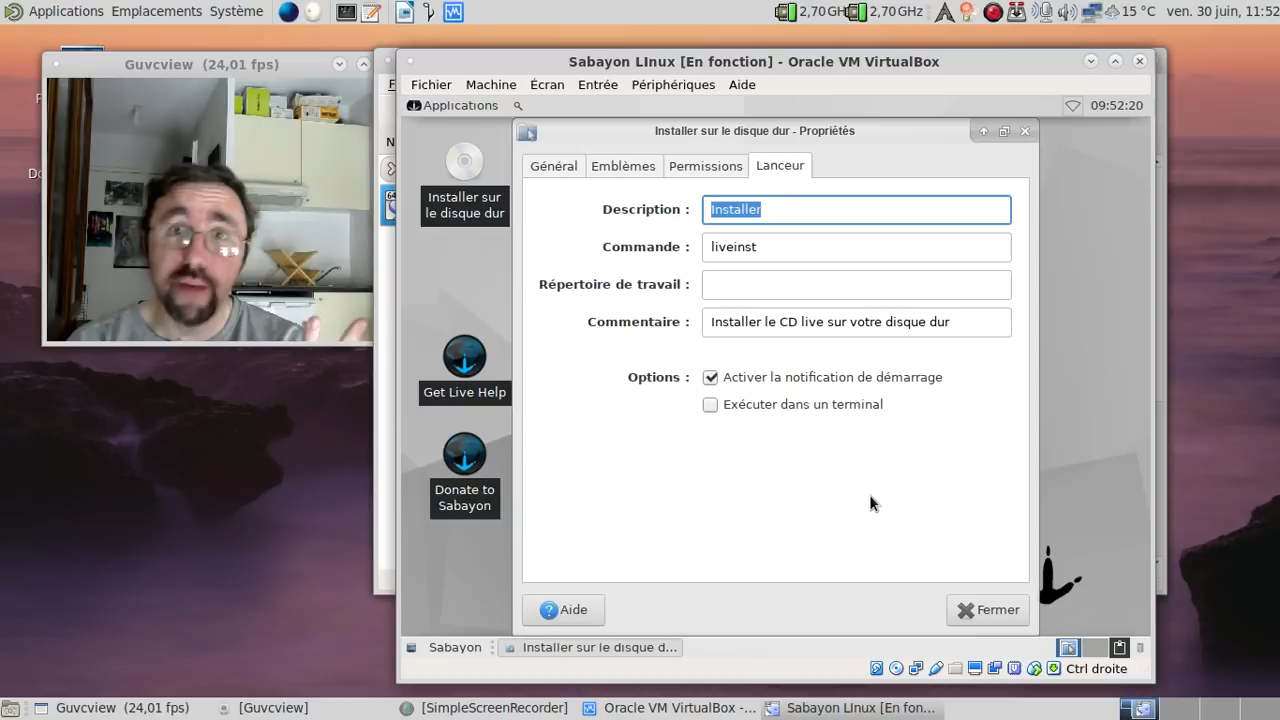 Applications Emplacements Système
2,70 GHz 2,70 GHz
15 °C ven. 30 juin, 11:52
Guvcview (24,01 fps)
Sabayon LInux [En fonction] - Oracle VM VirtualBox
Fichier Machine Écran Entrée Périphériques Aide
Applications
09:52:20
Installer sur le disque dur - Propriétés
Installer sur
le disque dur
Get Live Help
Donate to
Sabayon
Général Emblèmes Permissions Lanceur
Description : Installer
Commande : liveinst
Répertoire de travail :
Commentaire : Installer le CD live sur votre disque dur
Options : Activer la notification de démarrage
Exécuter dans un terminal
Aide Fermer
Sabayon Installer sur le disque d...
Ctrl droite
Guvcview (24,01 fps) [Guvcview] [SimpleScreenRecorder] Oracle VM VirtualBox -... Sabayon LInux [En fon...